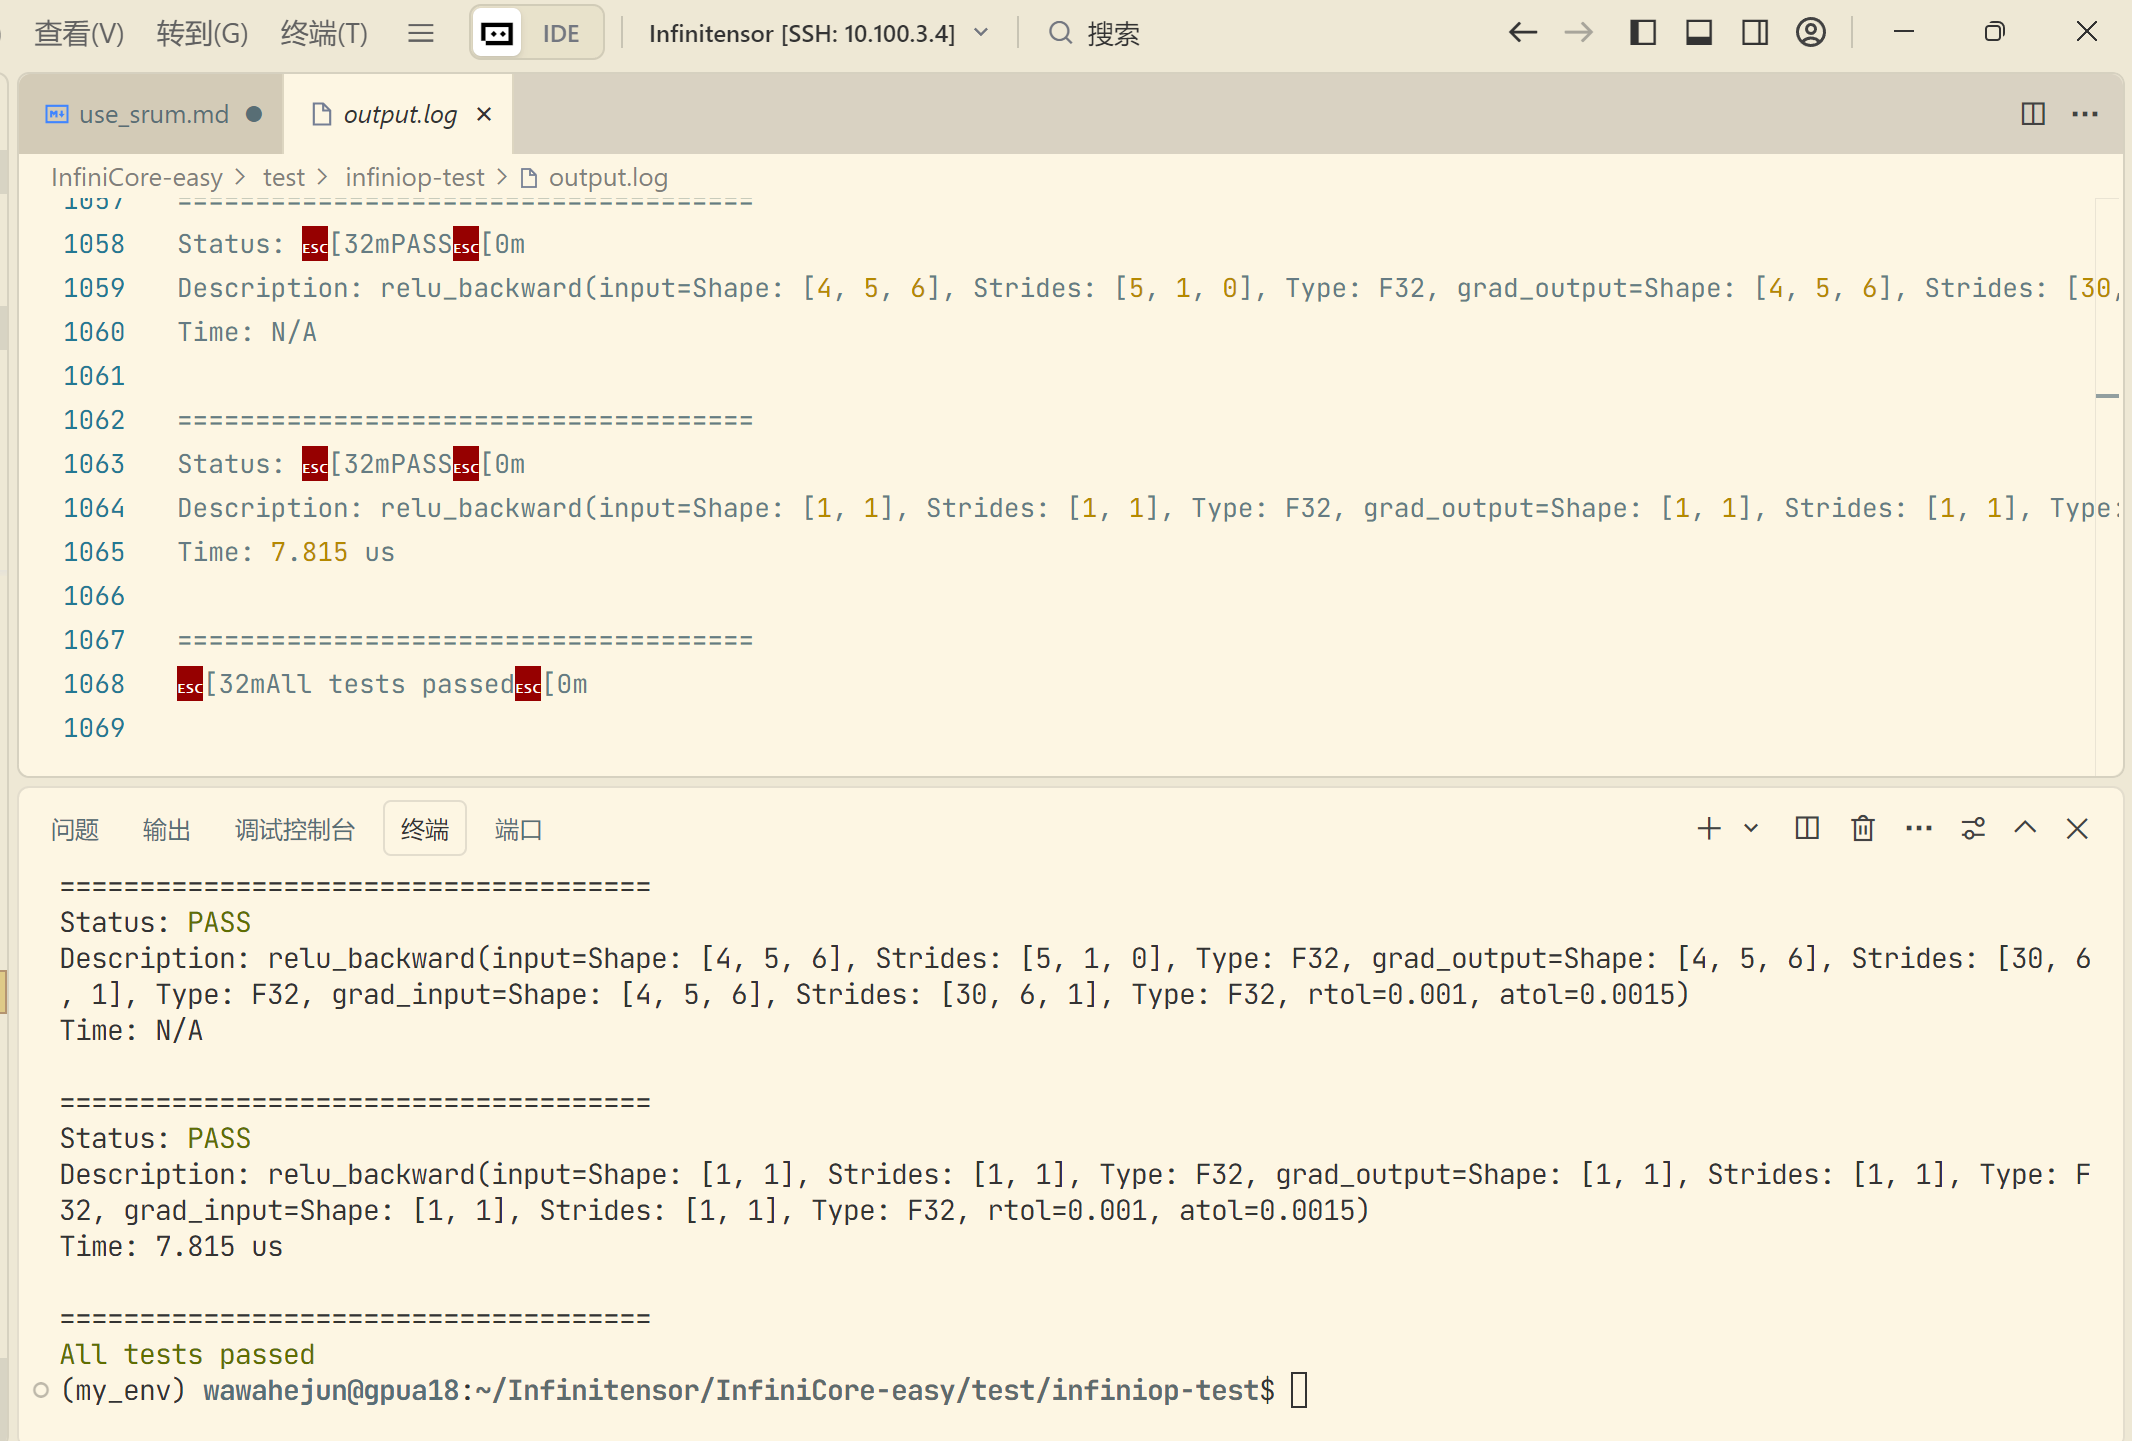 查看(V) 转到(G) 终端(T) IDE Infinitensor [SSH: 10.100.3.4] 搜索
use_srum.md output.log
InfiniCore-easy > test > infiniop-test > output.log
1057 =====================================
1058 Status: ESC[32mPASSESC[0m
1059 Description: relu_backward(input=Shape: [4, 5, 6], Strides: [5, 1, 0], Type: F32, grad_output=Shape: [4, 5, 6], Strides: [30,
1060 Time: N/A
1061
1062 =====================================
1063 Status: ESC[32mPASSESC[0m
1064 Description: relu_backward(input=Shape: [1, 1], Strides: [1, 1], Type: F32, grad_output=Shape: [1, 1], Strides: [1, 1], Type:
1065 Time: 7.815 us
1066
1067 =====================================
1068 ESC[32mAll tests passedESC[0m
1069
问题 输出 调试控制台 终端 端口
=====================================
Status: PASS
Description: relu_backward(input=Shape: [4, 5, 6], Strides: [5, 1, 0], Type: F32, grad_output=Shape: [4, 5, 6], Strides: [30, 6
, 1], Type: F32, grad_input=Shape: [4, 5, 6], Strides: [30, 6, 1], Type: F32, rtol=0.001, atol=0.0015)
Time: N/A
=====================================
Status: PASS
Description: relu_backward(input=Shape: [1, 1], Strides: [1, 1], Type: F32, grad_output=Shape: [1, 1], Strides: [1, 1], Type: F
32, grad_input=Shape: [1, 1], Strides: [1, 1], Type: F32, rtol=0.001, atol=0.0015)
Time: 7.815 us
=====================================
All tests passed
(my_env) wawahejun@gpua18:~/Infinitensor/InfiniCore-easy/test/infiniop-test$